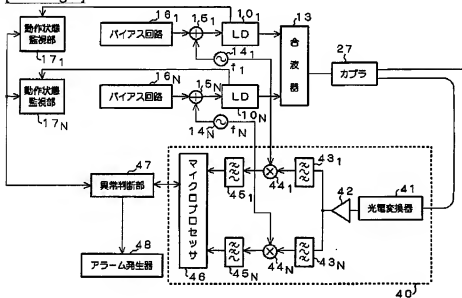 動作状態
監視部
17₁
バイアス回路
16₁
15₁
LD
10₁
14₁
f₁
合波器
13
カプラ
27
動作状態
監視部
17N
バイアス回路
16N
15N
LD
10N
14N
fN
異常判断部
47
アラーム発生器
48
マイクロプロセッサ
46
45₁
44₁
43₁
42
光電変換器
41
45N
44N
43N
40